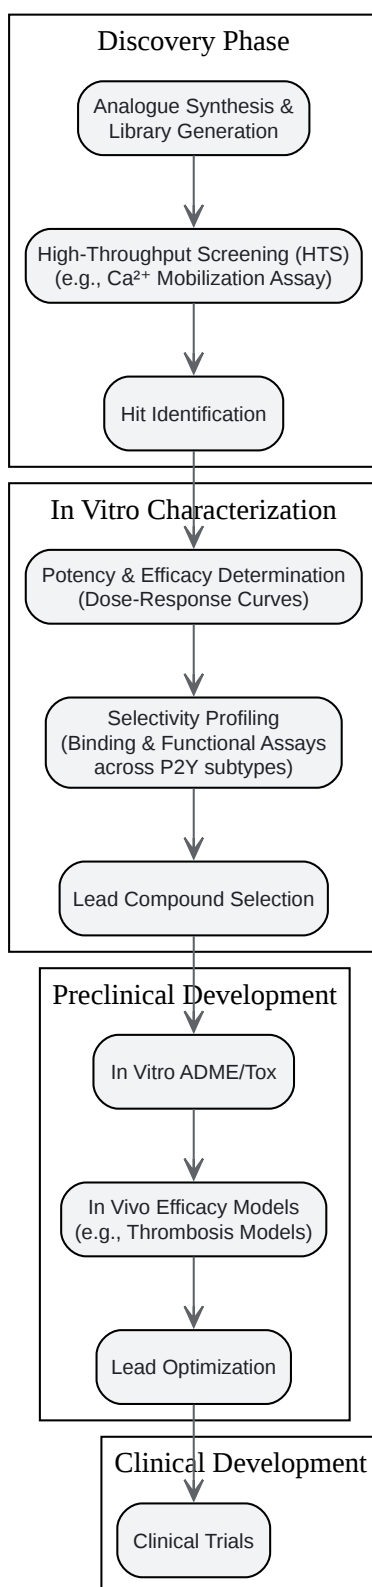 Discovery Phase
Analogue Synthesis &
Library Generation
High-Throughput Screening (HTS)
(e.g., Ca²⁺ Mobilization Assay)
Hit Identification
In Vitro Characterization
Potency & Efficacy Determination
(Dose-Response Curves)
Selectivity Profiling
(Binding & Functional Assays
across P2Y subtypes)
Lead Compound Selection
Preclinical Development
In Vitro ADME/Tox
In Vivo Efficacy Models
(e.g., Thrombosis Models)
Lead Optimization
Clinical Development
Clinical Trials